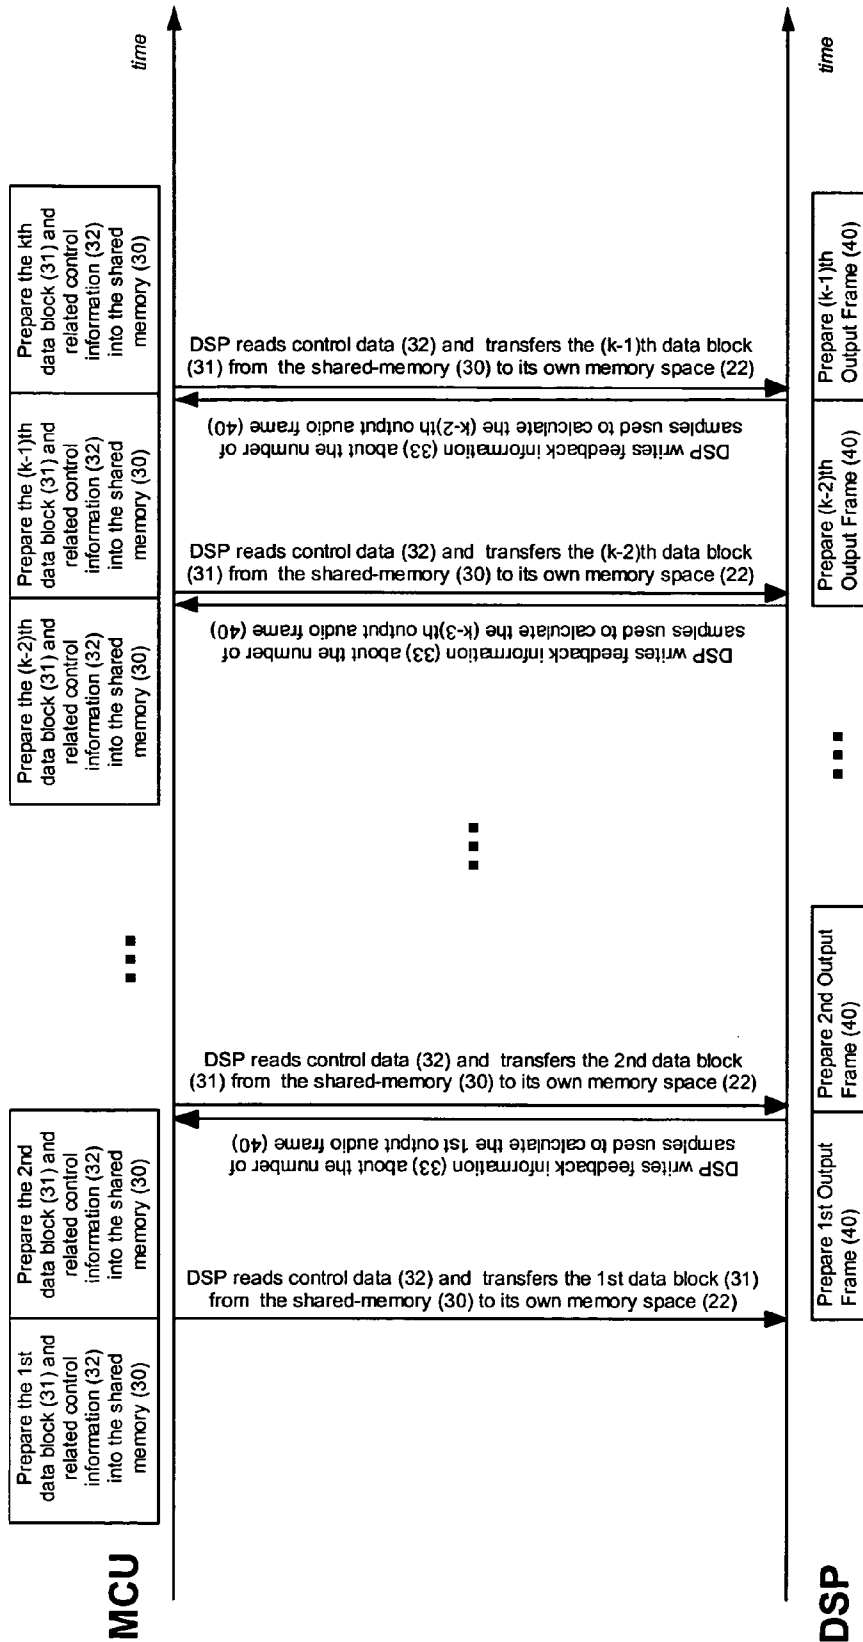 MCU
Prepare the 1st
data block (31) and
related control
information (32)
into the shared
memory (30)
Prepare the 2nd
data block (31) and
related control
information (32)
into the shared
memory (30)
Prepare the (k-2)th
data block (31) and
related control
information (32)
into the shared
memory (30)
Prepare the (k-1)th
data block (31) and
related control
information (32)
into the shared
memory (30)
Prepare the kth
data block (31) and
related control
information (32)
into the shared
memory (30)
time
DSP reads control data (32) and transfers the 1st data block (31)
from the shared-memory (30) to its own memory space (22)
DSP writes feedback information (33) about the number of
samples used to calculate the 1st output audio frame (40)
DSP reads control data (32) and transfers the 2nd data block
(31) from the shared-memory (30) to its own memory space (22)
DSP writes feedback information (33) about the number of
samples used to calculate the (k-3)th output audio frame (40)
DSP reads control data (32) and transfers the (k-2)th data block
(31) from the shared-memory (30) to its own memory space (22)
DSP writes feedback information (33) about the number of
samples used to calculate the (k-2)th output audio frame (40)
DSP reads control data (32) and transfers the (k-1)th data block
(31) from the shared-memory (30) to its own memory space (22)
DSP
Prepare 1st Output
Frame (40)
Prepare 2nd Output
Frame (40)
Prepare (k-2)th
Output Frame (40)
Prepare (k-1)th
Output Frame (40)
time